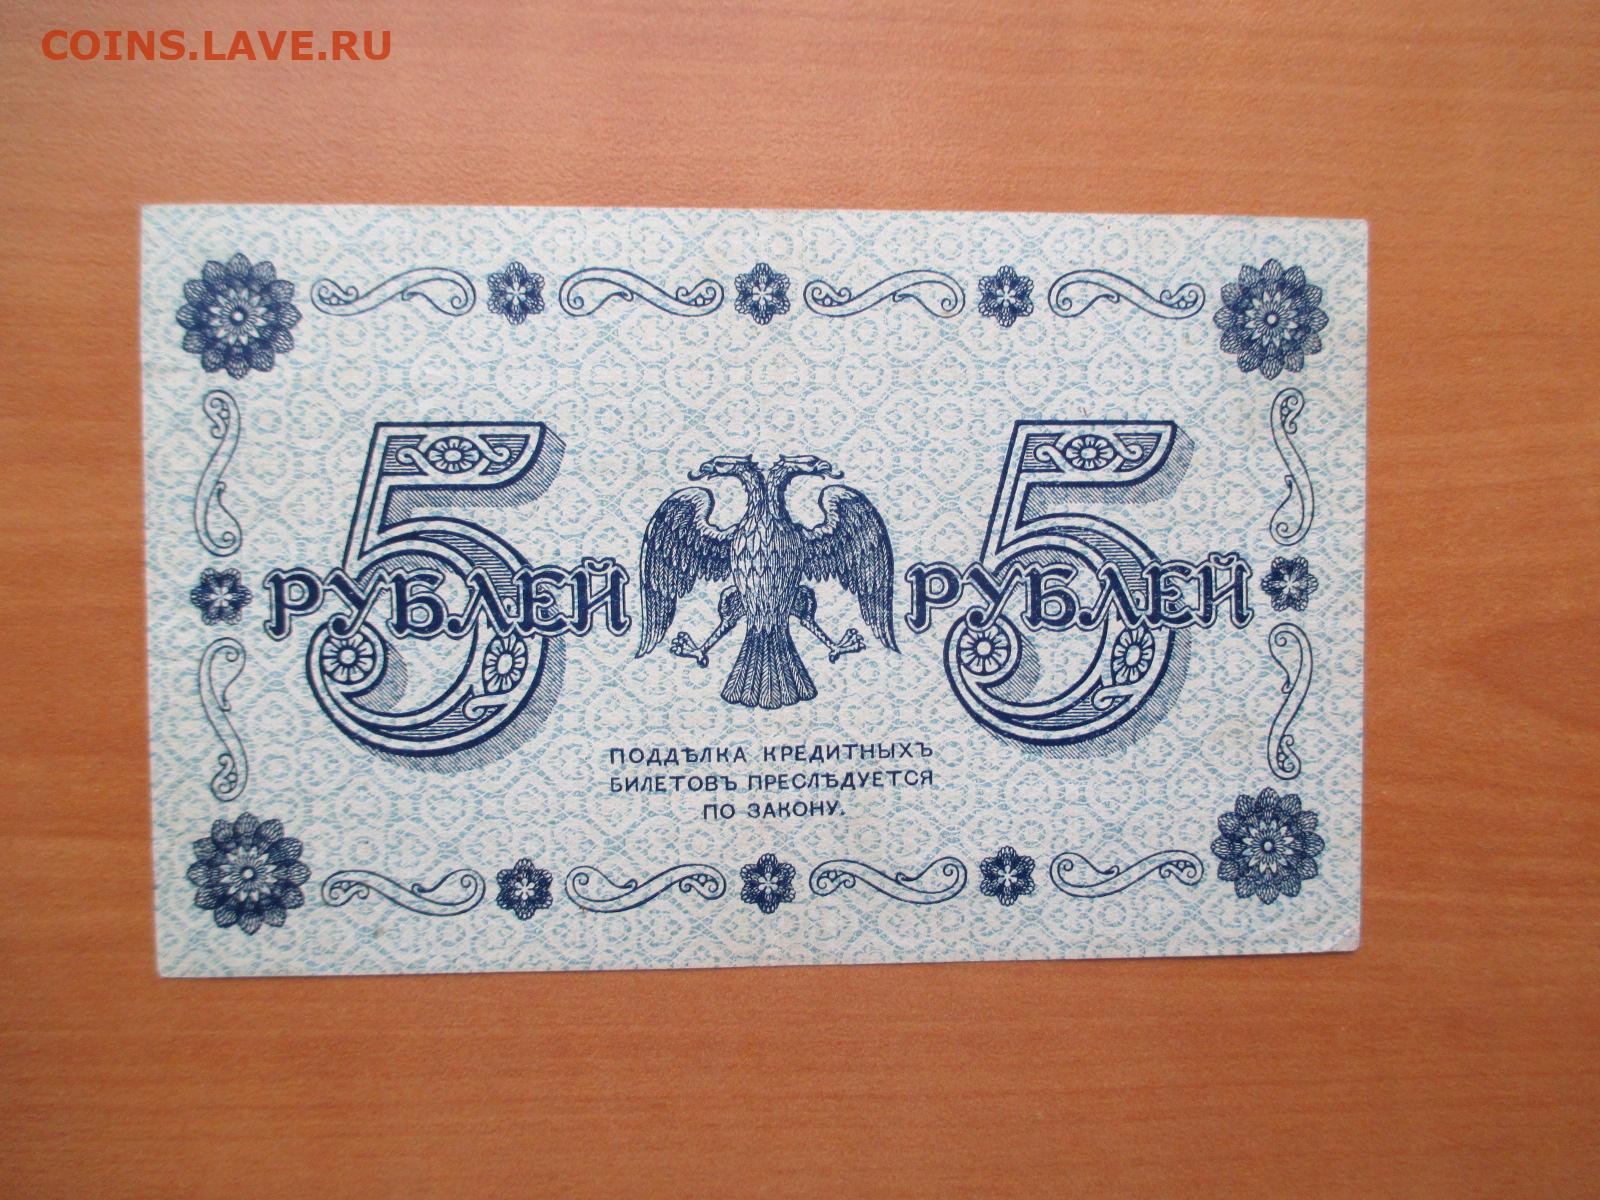 COINS.LAVE.RU
5 5
РУБЛЕЙ РУБЛЕЙ
ПОДДѢЛКА КРЕДИТНЫХЪ
БИЛЕТОВЪ ПРЕСЛѢДУЕТСЯ
ПО ЗАКОНУ.